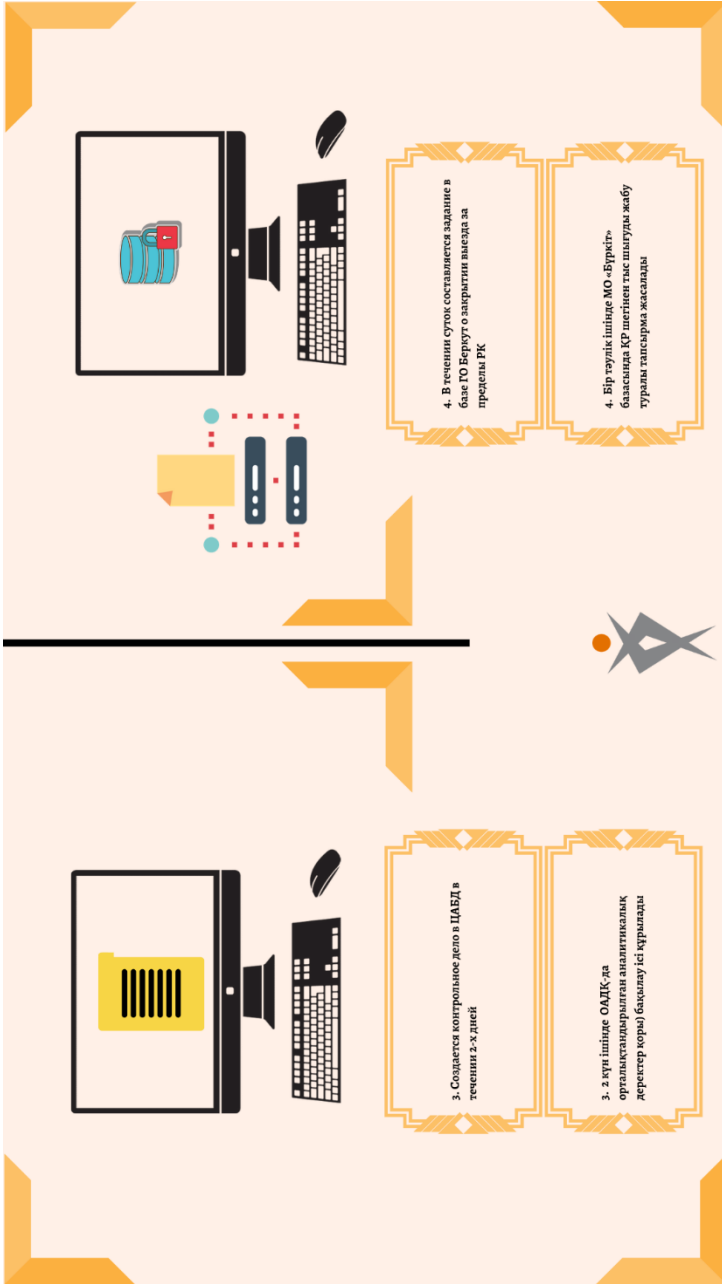 3. Создается контрольное дело в ЦАБД в
течении 2-х дней
3. 2 күн ішінде ОАДҚ-да
орталықтандырылған аналитикалық
деректер қоры) бақылау ісі құрылады
4. В течении суток составляется задание в
базе ГО Беркут о закрытии выезда за
пределы РК
4. Бір тәулік ішінде МО «Бүркіт»
базасында ҚР шегінен тыс шығуды жабу
туралы тапсырма жасалады